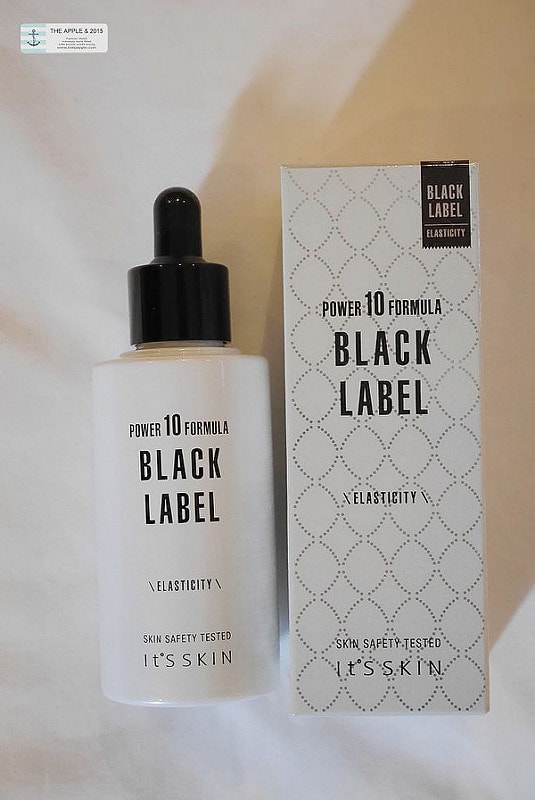 THE APPLE & 2015
BLACK
LABEL
ELASTICITY
POWER 10 FORMULA
BLACK
LABEL
\ ELASTICITY \
SKIN SAFETY TESTED
It'S SKIN
POWER 10 FORMULA
BLACK
LABEL
\ ELASTICITY \
SKIN SAFETY TESTED
It'S SKIN